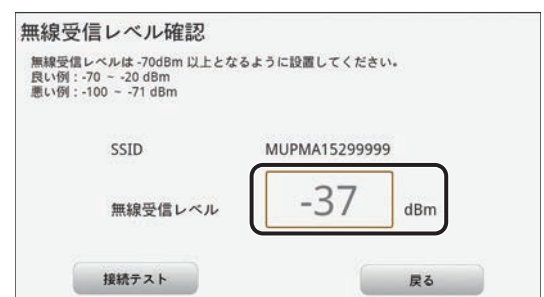 無線受信レベル確認
無線受信レベルは -70dBm 以上となるように設置してください。
良い例：-70 ～ -20 dBm
悪い例：-100 ～ -71 dBm
SSID MUPMA15299999
無線受信レベル -37 dBm
接続テスト 戻る